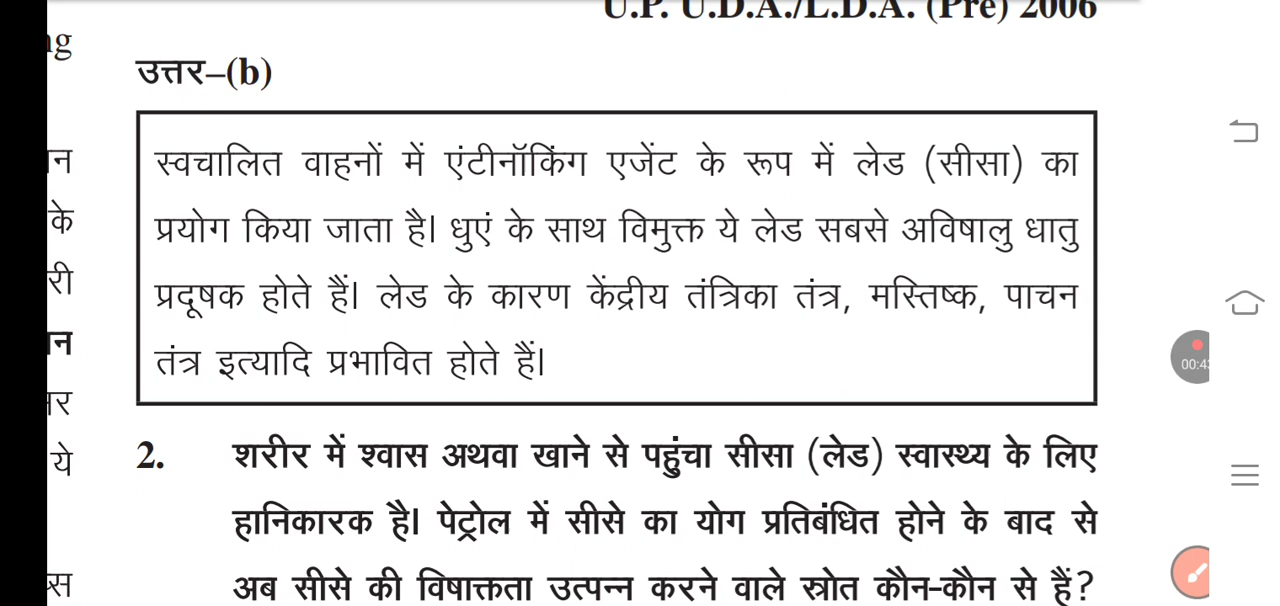 U.P. U.D.A./L.D.A. (Pre) 2006
उत्तर–(b)
स्वचालित वाहनों में एंटीनॉकिंग एजेंट के रूप में लेड (सीसा) का
प्रयोग किया जाता है। धुएं के साथ विमुक्त ये लेड सबसे अविषालु धातु
प्रदूषक होते हैं। लेड के कारण केंद्रीय तंत्रिका तंत्र, मस्तिष्क, पाचन
तंत्र इत्यादि प्रभावित होते हैं।
2. शरीर में श्वास अथवा खाने से पहुंचा सीसा (लेड) स्वास्थ्य के लिए
हानिकारक है। पेट्रोल में सीसे का योग प्रतिबंधित होने के बाद से
अब सीसे की विषाक्तता उत्पन्न करने वाले स्रोत कौन-कौन से हैं?
के
री
ये